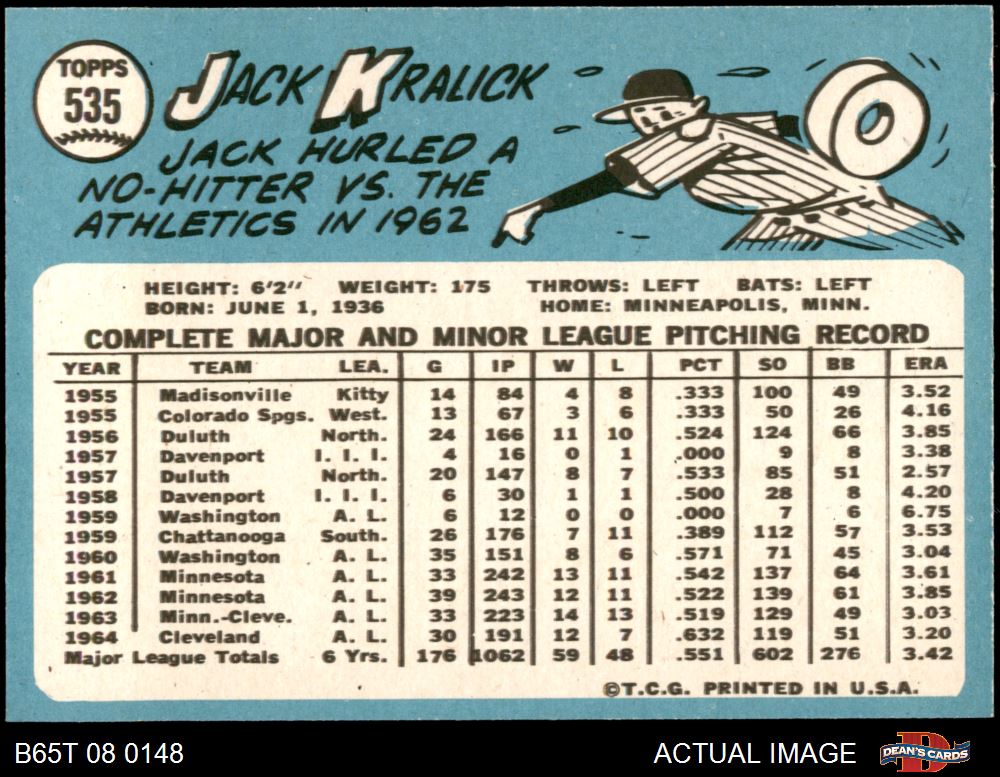 TOPPS
535
JACK KRALICK
JACK HURLED A
NO-HITTER VS. THE
ATHLETICS IN 1962
HEIGHT: 6'2" WEIGHT: 175 THROWS: LEFT BATS: LEFT
BORN: JUNE 1, 1936 HOME: MINNEAPOLIS, MINN.
COMPLETE MAJOR AND MINOR LEAGUE PITCHING RECORD
YEAR TEAM LEA. G IP W L PCT SO BB ERA
1955 Madisonville Kitty 14 84 4 8 .333 100 49 3.52
1955 Colorado Spgs. West. 13 67 3 6 .333 50 26 4.16
1956 Duluth North. 24 166 11 10 .524 124 66 3.85
1957 Davenport I. I. I. 4 16 0 1 .000 9 8 3.38
1957 Duluth North. 20 147 8 7 .533 85 51 2.57
1958 Davenport I. I. I. 6 30 1 1 .500 28 8 4.20
1959 Washington A. L. 6 12 0 0 .000 7 6 6.75
1959 Chattanooga South. 26 176 7 11 .389 112 57 3.53
1960 Washington A. L. 35 151 8 6 .571 71 45 3.04
1961 Minnesota A. L. 33 242 13 11 .542 137 64 3.61
1962 Minnesota A. L. 39 243 12 11 .522 139 61 3.85
1963 Minn.-Cleve. A. L. 33 223 14 13 .519 129 49 3.03
1964 Cleveland A. L. 30 191 12 7 .632 119 51 3.20
Major League Totals 6 Yrs. 176 1062 59 48 .551 602 276 3.42
©T.C.G. PRINTED IN U.S.A.
B65T 08 0148 ACTUAL IMAGE DEAN'S CARDS